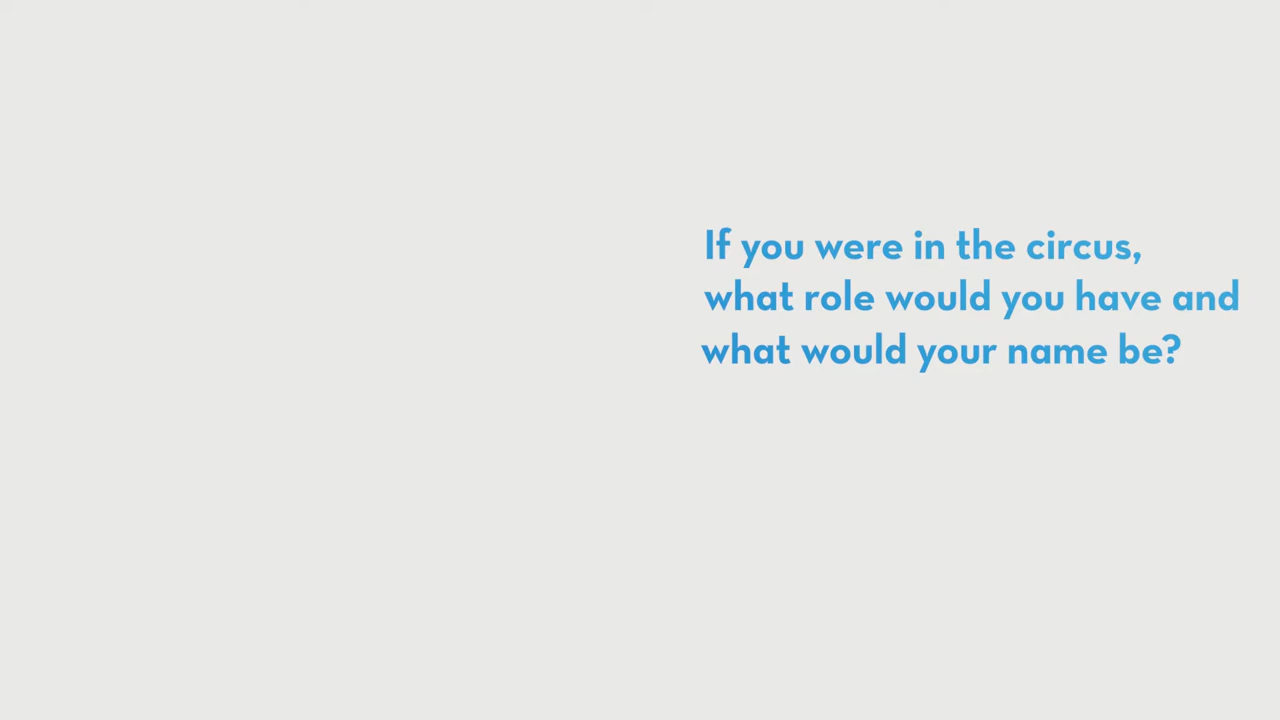 If you were in the circus,
what role would you have and
what would your name be?